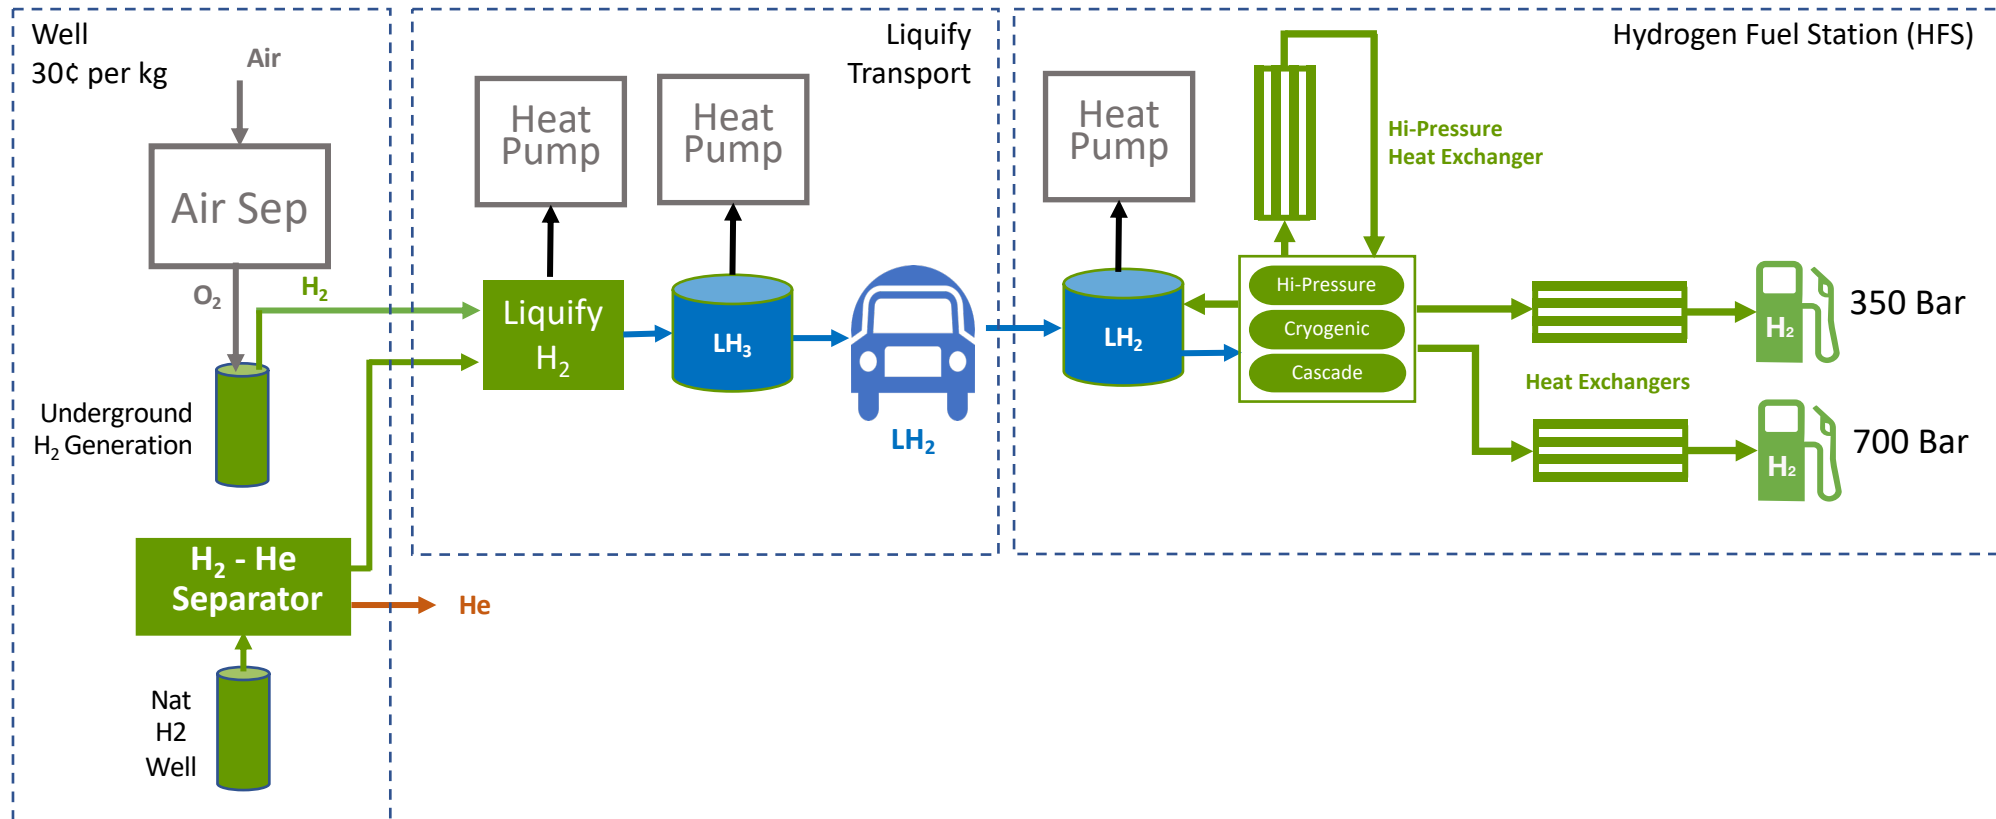 Well
30¢ per kg
Air
Air Sep
O₂
H₂
Underground
H₂ Generation
H₂ - He
Separator
He
Nat
H2
Well
Liquify
Transport
Heat
Pump
Heat
Pump
Liquify
H₂
LH₃
LH₂
Hydrogen Fuel Station (HFS)
Heat
Pump
Hi-Pressure
Heat Exchanger
LH₂
Hi-Pressure
Cryogenic
Cascade
Heat Exchangers
H₂
350 Bar
H₂
700 Bar